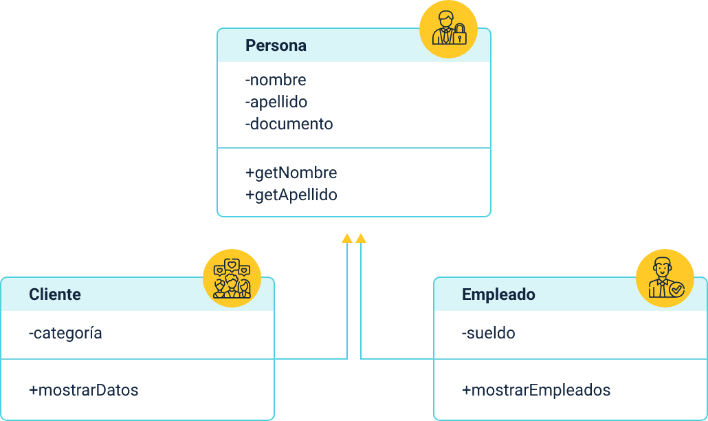 Persona
-nombre
-apellido
-documento
+getNombre
+getApellido
Cliente
-categoría
+mostrarDatos
Empleado
-sueldo
+mostrarEmpleados